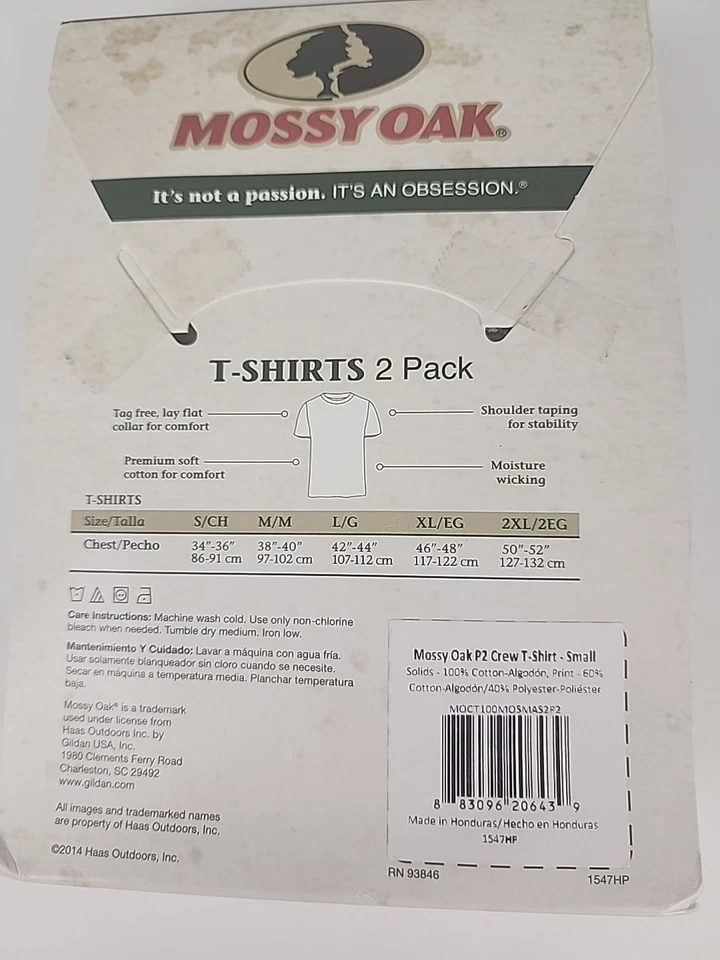 MOSSY OAK®
It's not a passion. IT'S AN OBSESSION.®
T-SHIRTS 2 Pack
Tag free, lay flat
collar for comfort
Shoulder taping
for stability
Premium soft
cotton for comfort
Moisture
wicking
T-SHIRTS
Size/Talla S/CH M/M L/G XL/EG 2XL/2EG
Chest/Pecho 34"-36" 38"-40" 42"-44" 46"-48" 50"-52"
86-91 cm 97-102 cm 107-112 cm 117-122 cm 127-132 cm
Care Instructions: Machine wash cold. Use only non-chlorine
bleach when needed. Tumble dry medium. Iron low.
Mantenimiento Y Cuidado: Lavar a máquina con agua fría.
Usar solamente blanqueador sin cloro cuando se necesite.
Secar en máquina a temperatura media. Planchar temperatura
baja.
Mossy Oak® is a trademark
used under license from
Haas Outdoors Inc. by
Gildan USA, Inc.
1980 Clements Ferry Road
Charleston, SC 29492
www.gildan.com
All images and trademarked names
are property of Haas Outdoors, Inc.
©2014 Haas Outdoors, Inc.
Mossy Oak P2 Crew T-Shirt - Small
Solids - 100% Cotton-Algodón, Print - 60%
Cotton-Algodón/40% Polyester-Poliéster
MOCT100MOSMAS2P2
8 83096 20643 9
Made in Honduras/Hecho en Honduras
1547HP
RN 93846
1547HP